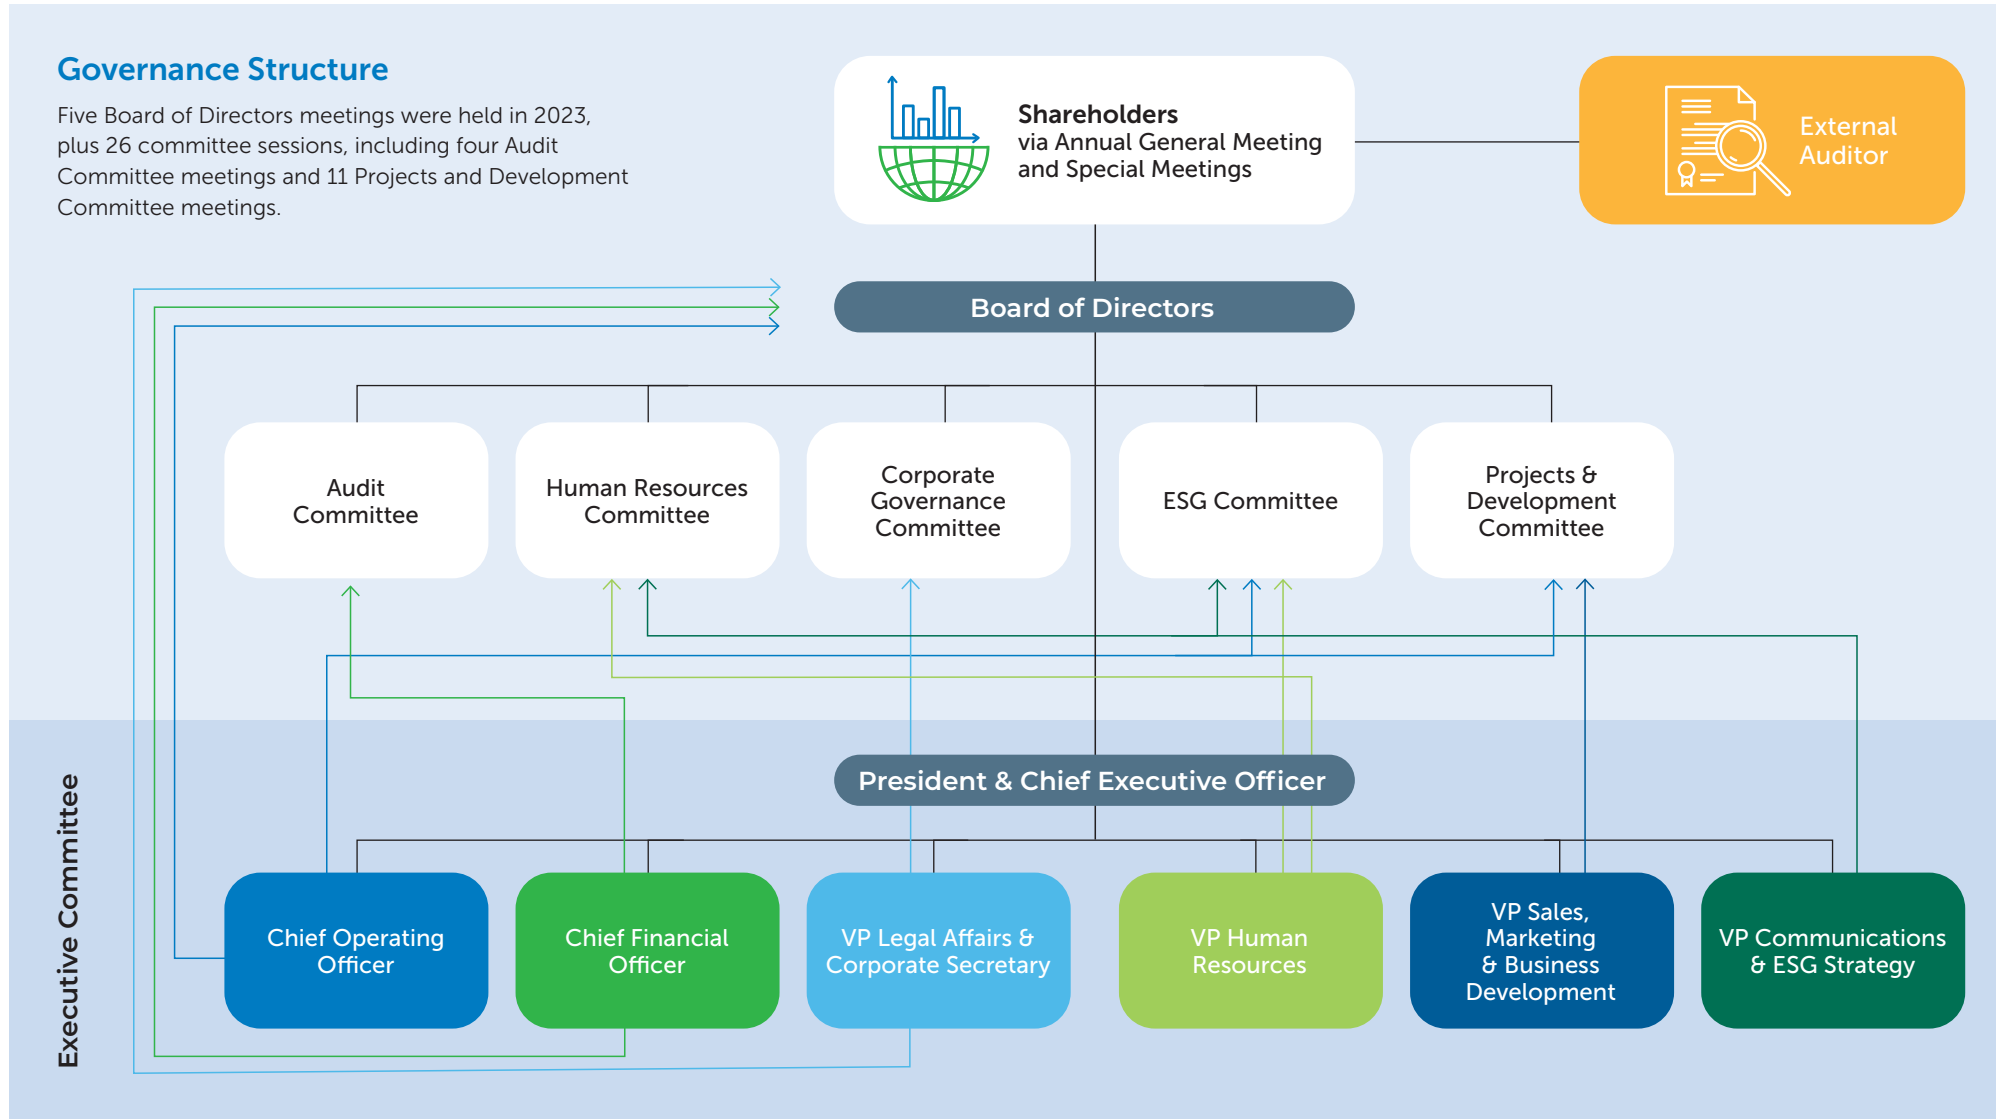 Governance Structure
Five Board of Directors meetings were held in 2023,
plus 26 committee sessions, including four Audit
Committee meetings and 11 Projects and Development
Committee meetings.
Shareholders
via Annual General Meeting
and Special Meetings
External
Auditor
Board of Directors
Audit
Committee
Human Resources
Committee
Corporate
Governance
Committee
ESG Committee
Projects &
Development
Committee
Executive Committee
President & Chief Executive Officer
Chief Operating
Officer
Chief Financial
Officer
VP Legal Affairs &
Corporate Secretary
VP Human
Resources
VP Sales,
Marketing
& Business
Development
VP Communications
& ESG Strategy